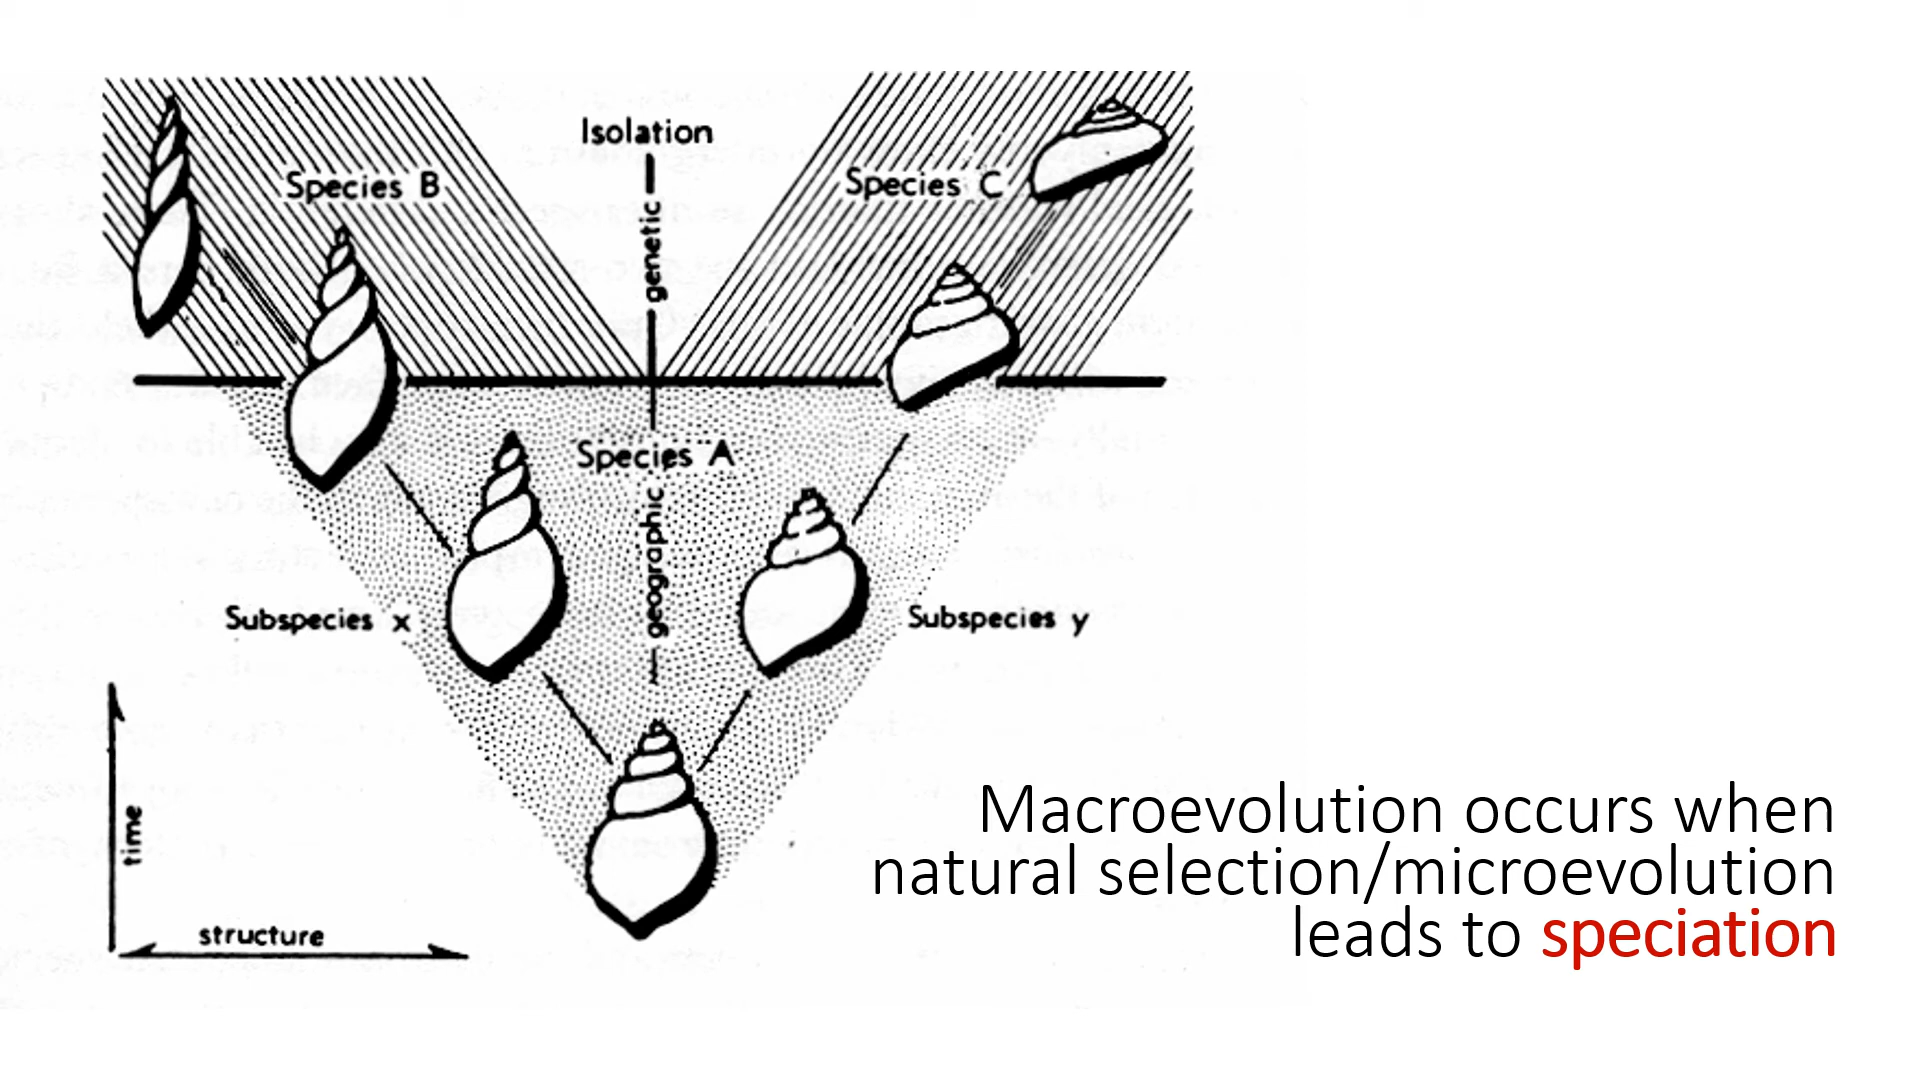 Isolation
Species B
Species C
genetic
Species A
geographic
Subspecies x
Subspecies y
time
structure
Macroevolution occurs when
natural selection/microevolution
leads to speciation